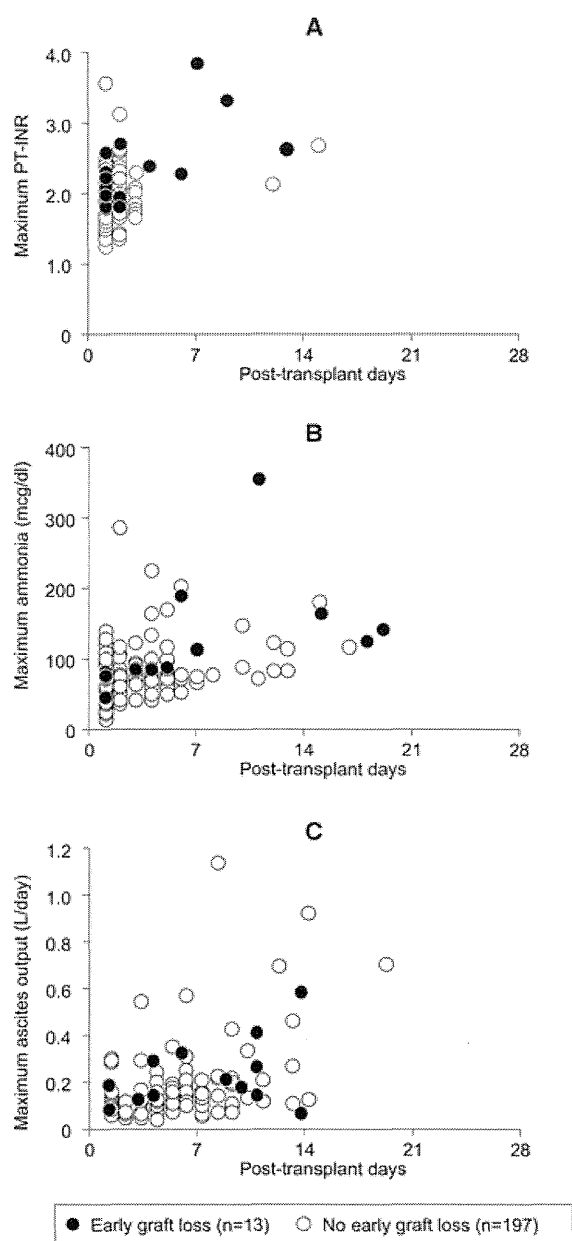 A
Maximum PT-INR
4.0
3.0
2.0
1.0
0
0 7 14 21 28
Post-transplant days
B
Maximum ammonia (mcg/dl)
400
300
200
100
0
0 7 14 21 28
Post-transplant days
C
Maximum ascites output (L/day)
1.2
1.0
0.8
0.6
0.4
0.2
0
0 7 14 21 28
Post-transplant days
● Early graft loss (n=13) ○ No early graft loss (n=197)